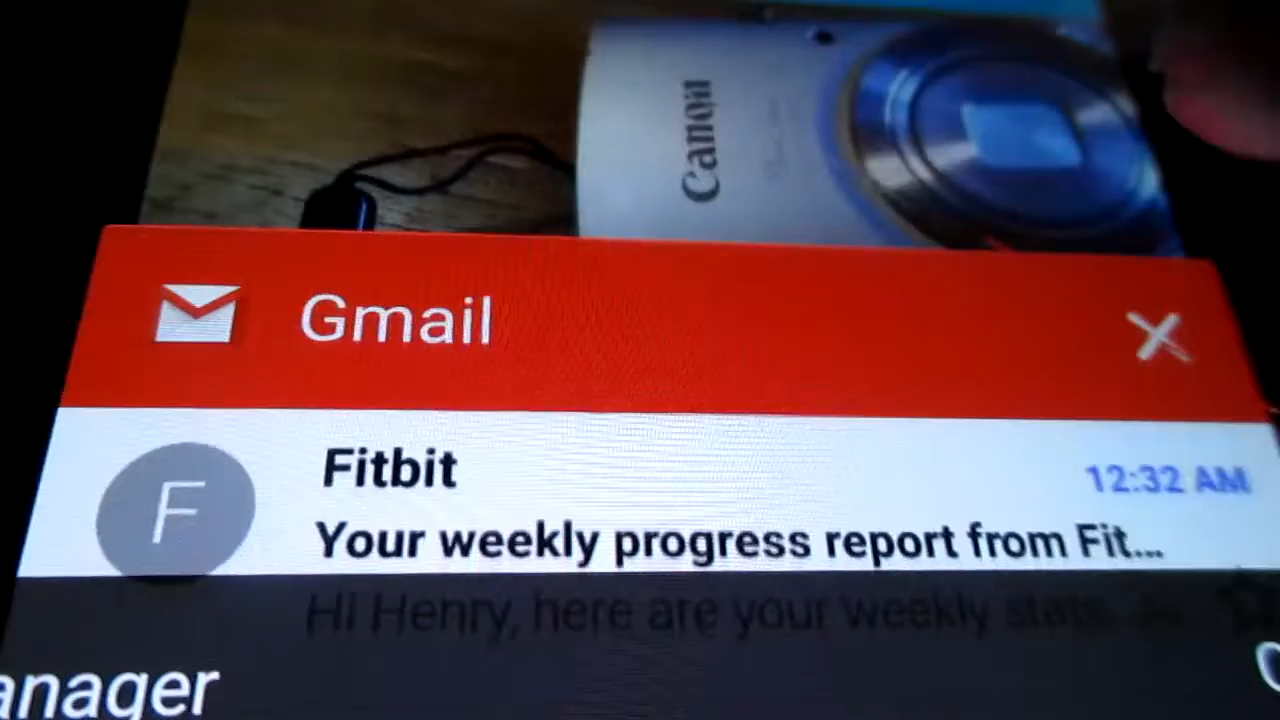 Canon
Gmail
Fitbit
12:32 AM
Your weekly progress report from Fit...
Hi Henry, here are your weekly stats.
anager